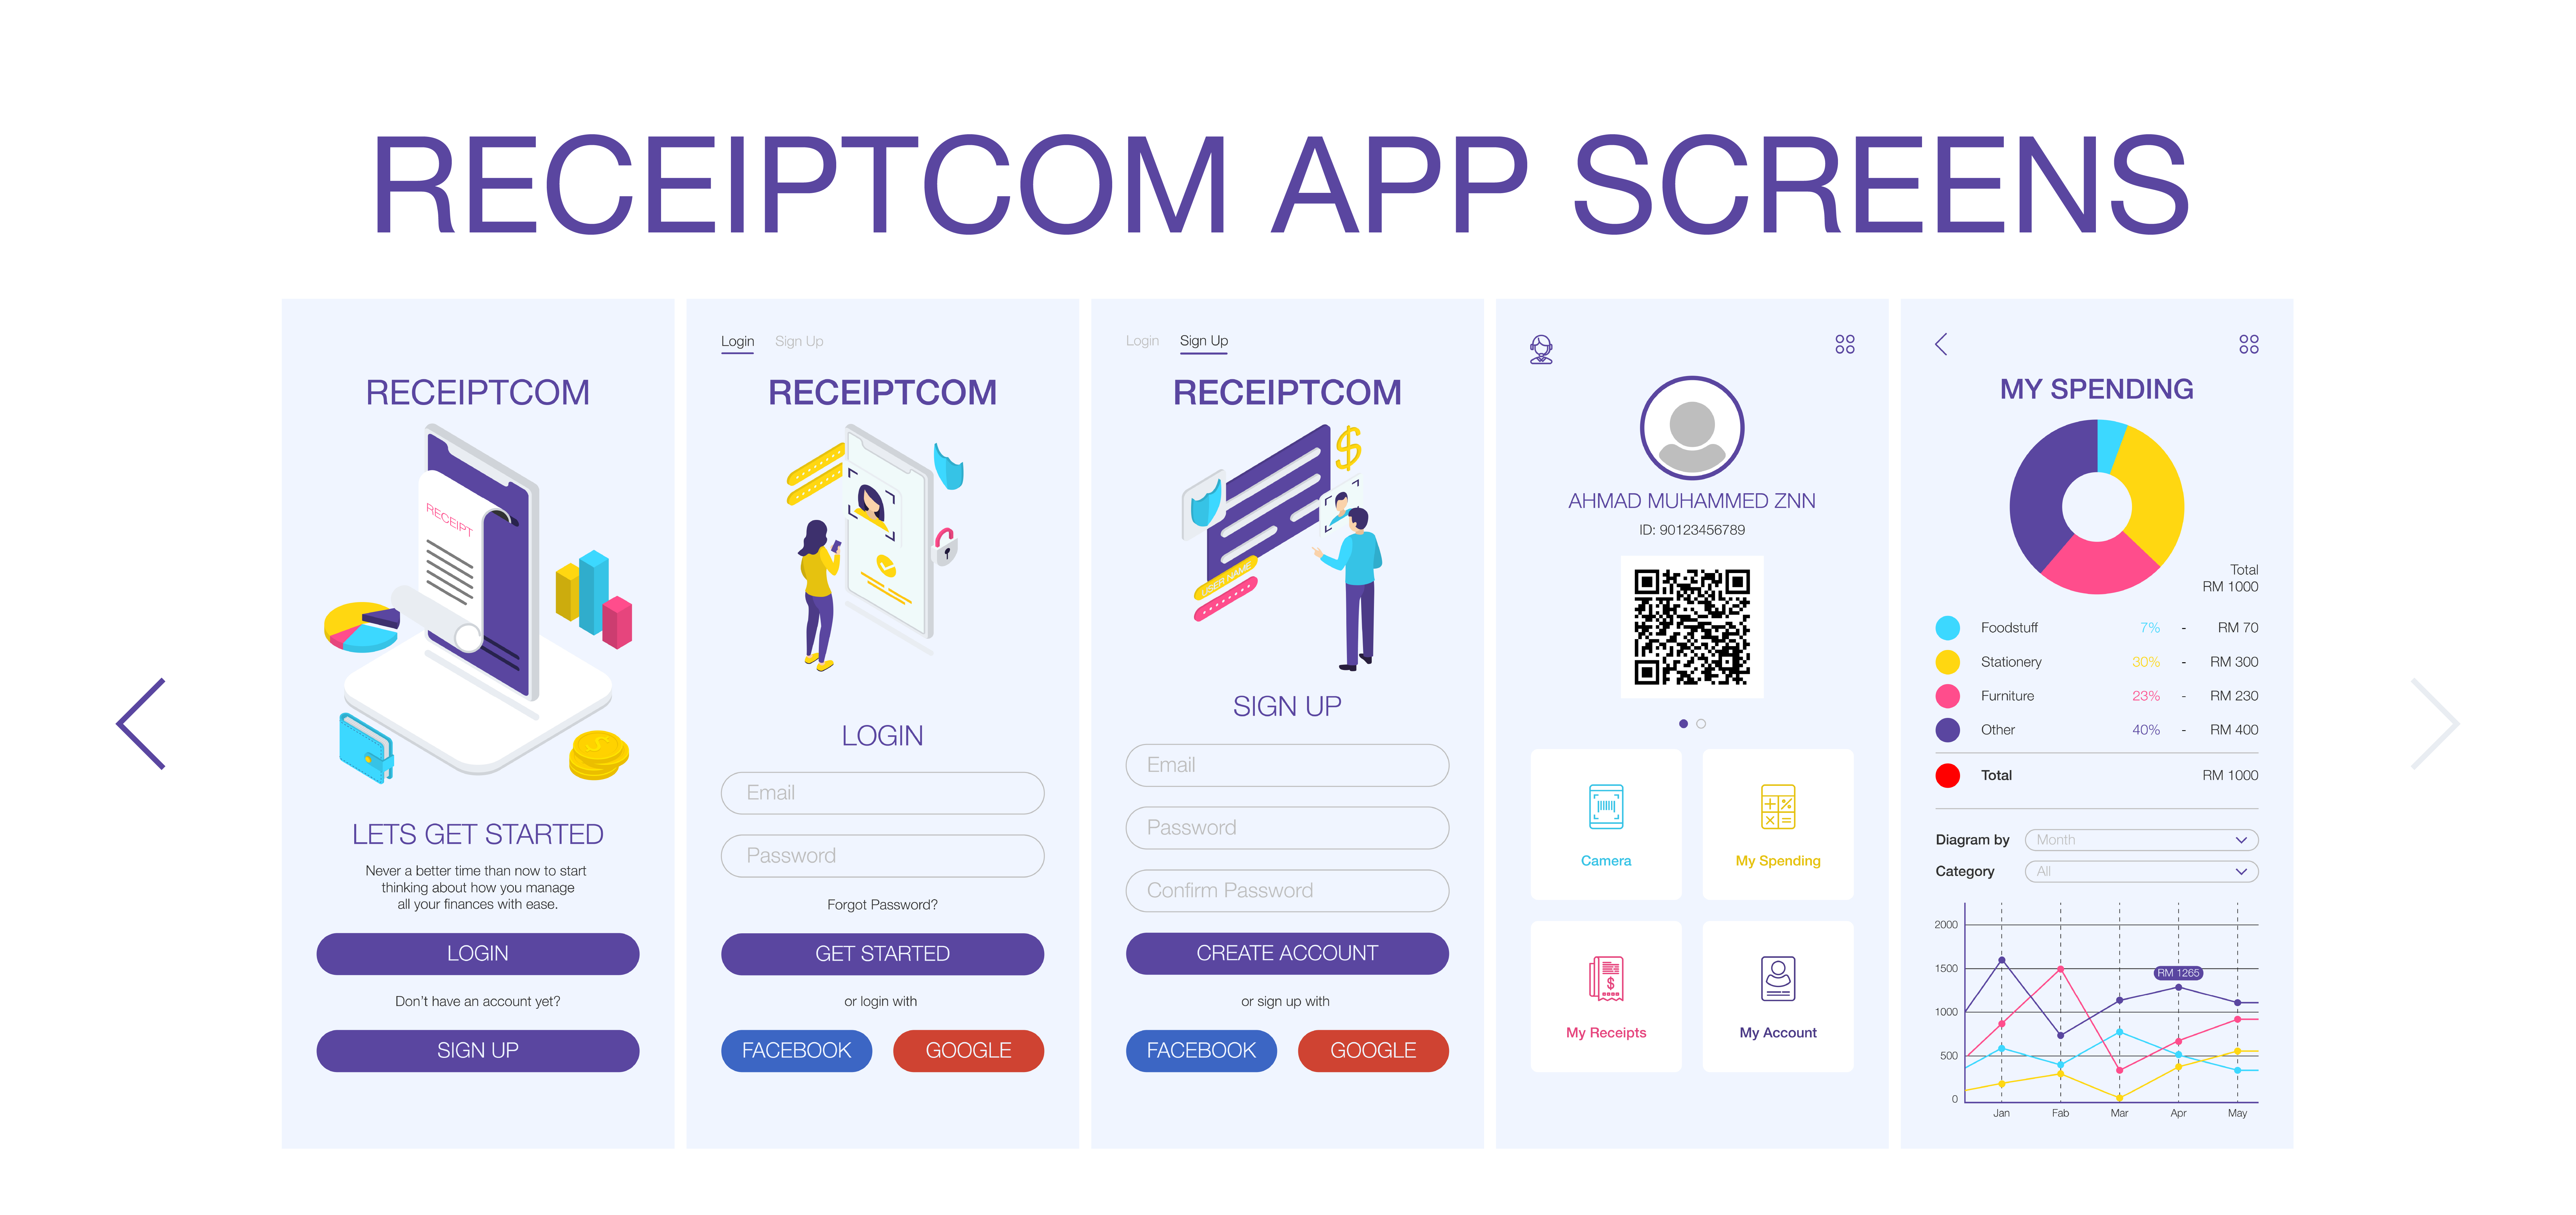 RECEIPTCOM APP SCREENS
RECEIPTCOM
RECEIPT
LETS GET STARTED
Never a better time than now to start
thinking about how you manage
all your finances with ease.
LOGIN
Don't have an account yet?
SIGN UP
Login Sign Up
RECEIPTCOM
LOGIN
Email
Password
Forgot Password?
GET STARTED
or login with
FACEBOOK GOOGLE
Login Sign Up
RECEIPTCOM
USER NAME
SIGN UP
Email
Password
Confirm Password
CREATE ACCOUNT
or sign up with
FACEBOOK GOOGLE
AHMAD MUHAMMED ZNN
ID: 90123456789
Camera My Spending
My Receipts My Account
MY SPENDING
Total
RM 1000
Foodstuff 7% - RM 70
Stationery 30% - RM 300
Furniture 23% - RM 230
Other 40% - RM 400
Total RM 1000
Diagram by Month
Category All
2000
1500
RM 1265
1000
500
0
Jan Fab Mar Apr May